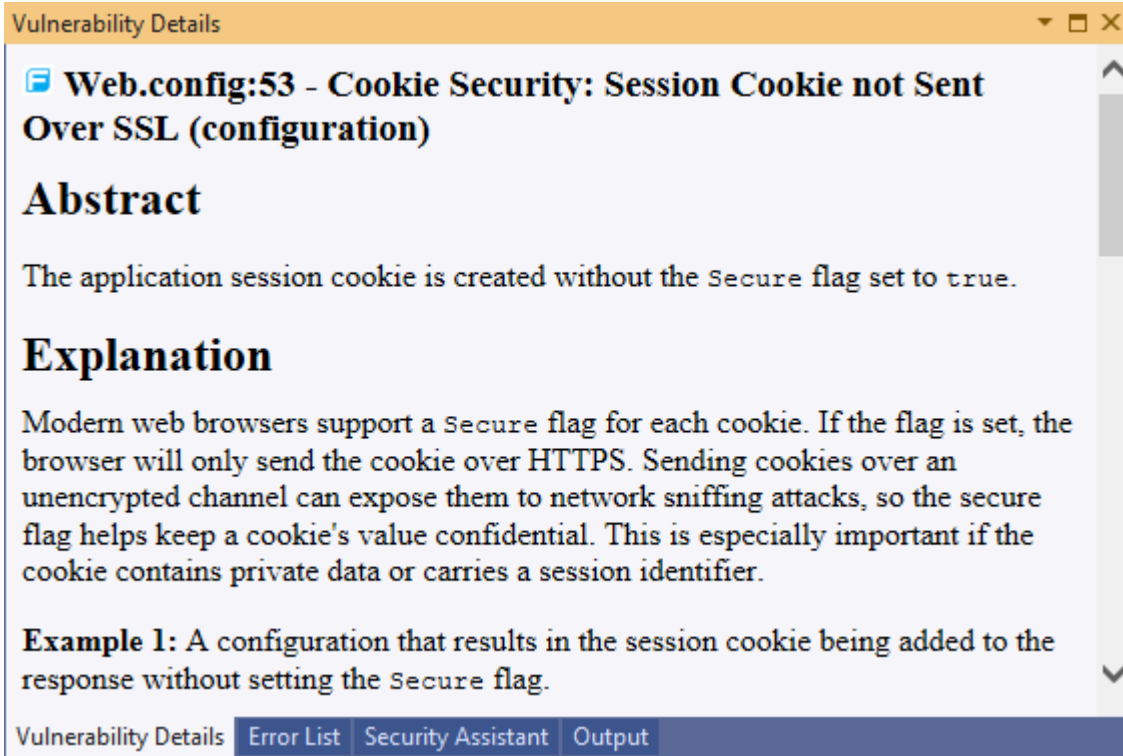 Vulnerability Details
Web.config:53 - Cookie Security: Session Cookie not Sent
Over SSL (configuration)
Abstract
The application session cookie is created without the Secure flag set to true.
Explanation
Modern web browsers support a Secure flag for each cookie. If the flag is set, the
browser will only send the cookie over HTTPS. Sending cookies over an
unencrypted channel can expose them to network sniffing attacks, so the secure
flag helps keep a cookie's value confidential. This is especially important if the
cookie contains private data or carries a session identifier.
Example 1: A configuration that results in the session cookie being added to the
response without setting the Secure flag.
Vulnerability Details Error List Security Assistant Output